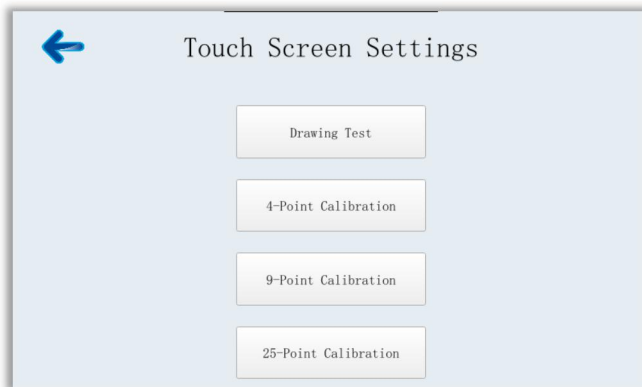 Touch Screen Settings
Drawing Test
4-Point Calibration
9-Point Calibration
25-Point Calibration